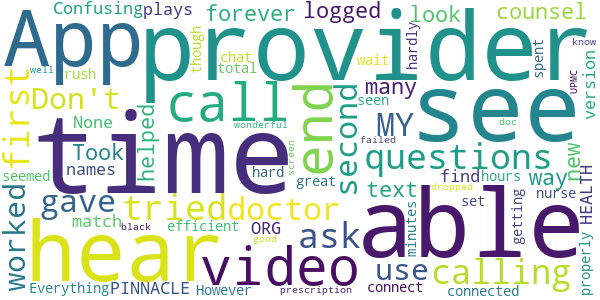 Confusing plays forever logged look counsel
App provider
though chat total wait hardly spent version know
rush many seen UPMC
first Don't call end second see
None helped MY doc well
Took questions new
names wonderful failed
worked time able
seemed hard text find way hours
gave tried doctor ask match great set nurse
hear video use calling getting HEALTH
black efficient ORG minutes connect properly
screen dropped
Everything PINNACLE However good connected
prescription